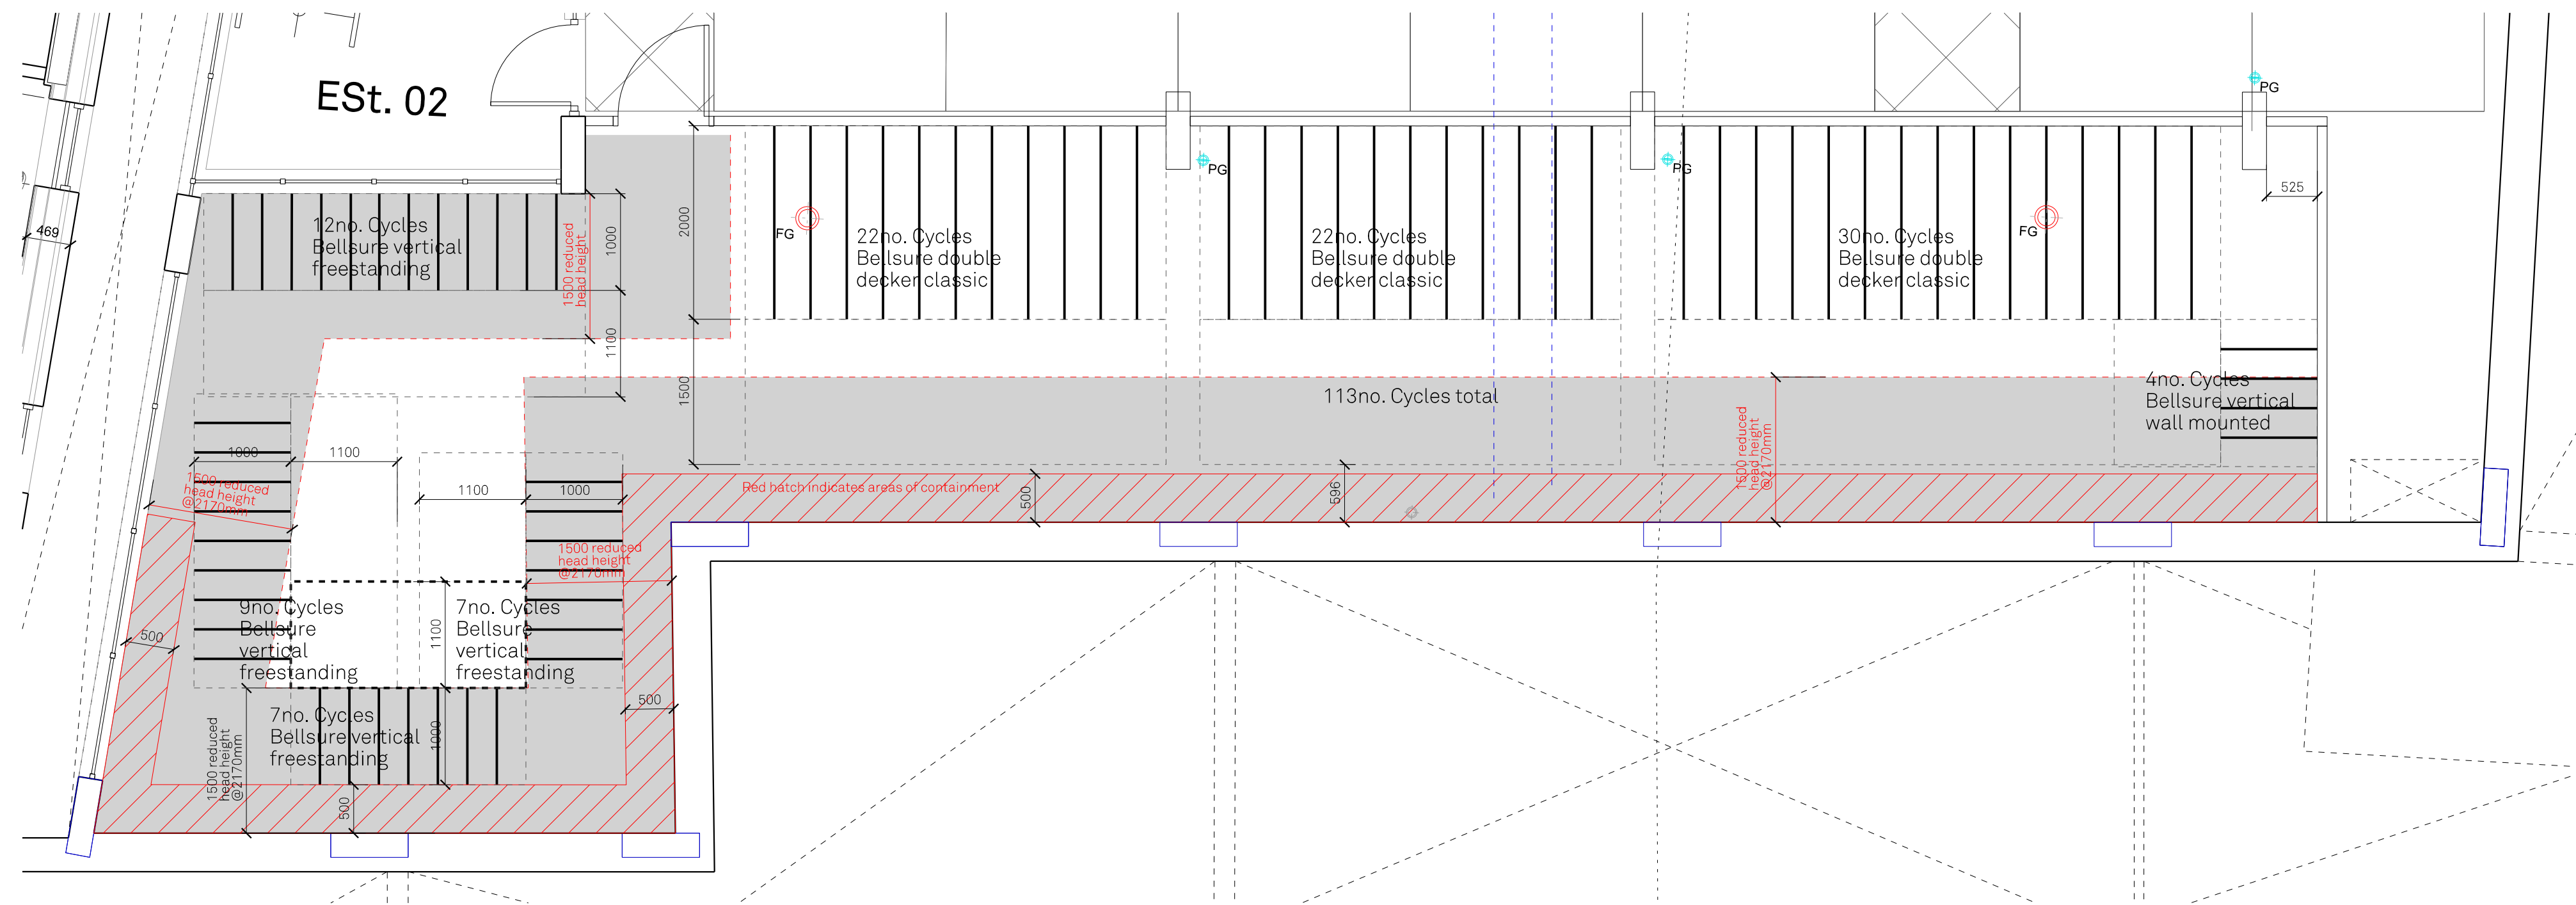 ESt. 02
PG
469
12no. Cycles
Bellsure vertical
freestanding
1500 reduced
head height
1000
1100
2000
1500
FG
22no. Cycles
Bellsure double
decker classic
PG
22no. Cycles
Bellsure double
decker classic
PG
30no. Cycles
Bellsure double
decker classic
FG
525
113no. Cycles total
4no. Cycles
Bellsure vertical
wall mounted
1500 reduced
head height
@2170mm
1000
1100
1500 reduced
head height
@2170mm
1100
1000
Red hatch indicates areas of containment
500
596
1500 reduced
head height
@2170mm
9no. Cycles
Bellsure
vertical
freestanding
7no. Cycles
Bellsure
vertical
freestanding
1100
500
500
7no. Cycles
Bellsure vertical
freestanding
1000
1500 reduced
head height
@2170mm
500